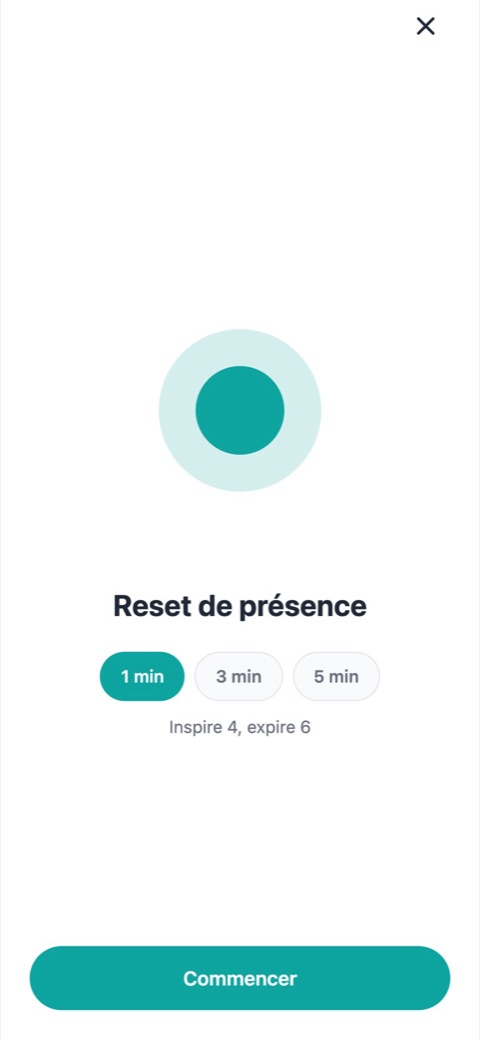 Reset de présence
1 min 3 min 5 min
Inspire 4, expire 6
Commencer